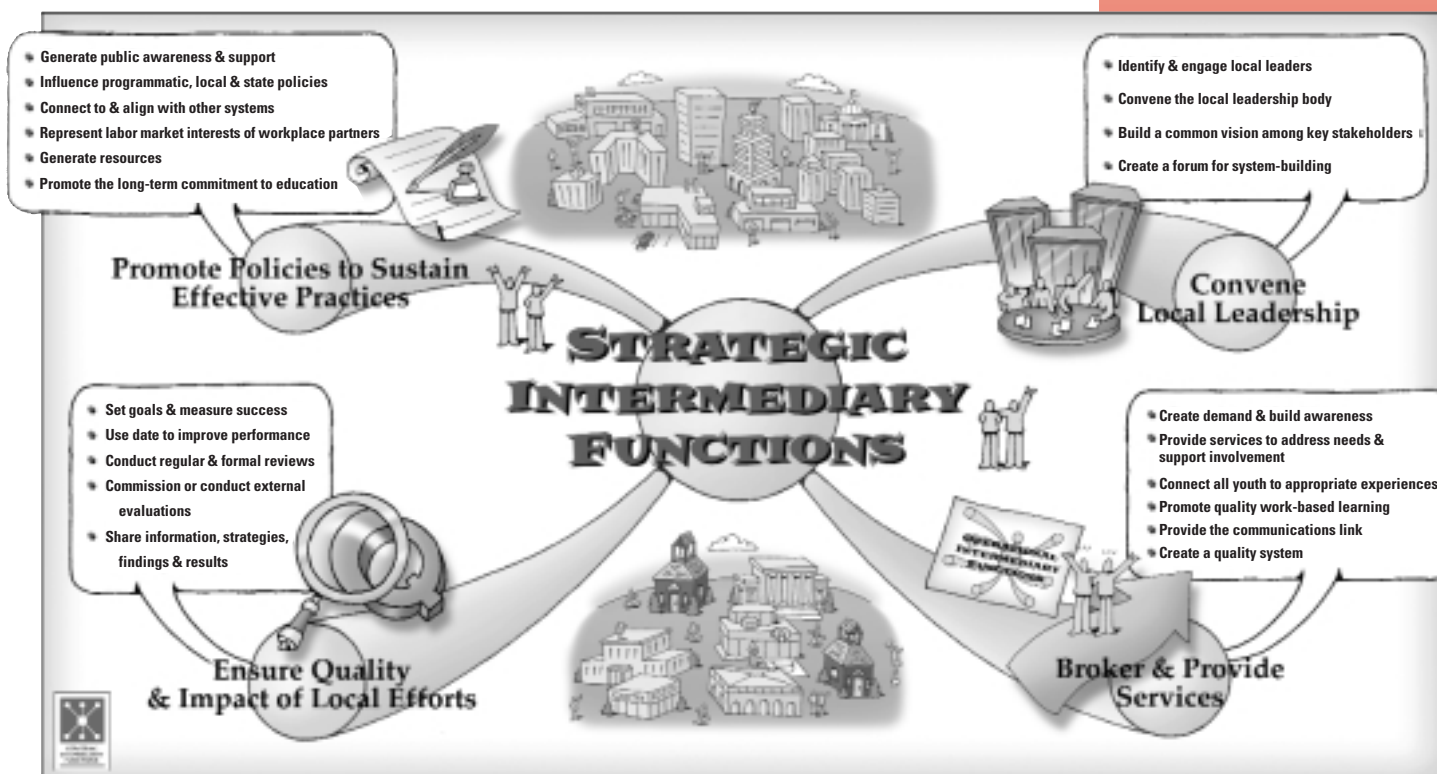 Generate public awareness & support
Influence programmatic, local & state policies
Connect to & align with other systems
Represent labor market interests of workplace partners
Generate resources
Promote the long-term commitment to education
Promote Policies to Sustain
Effective Practices
Identify & engage local leaders
Convene the local leadership body
Build a common vision among key stakeholders
Create a forum for system-building
Convene
Local Leadership
STRATEGIC
INTERMEDIARY
FUNCTIONS
Set goals & measure success
Use date to improve performance
Conduct regular & formal reviews
Commission or conduct external
evaluations
Share information, strategies,
findings & results
Ensure Quality
& Impact of Local Efforts
Create demand & build awareness
Provide services to address needs &
support involvement
Connect all youth to appropriate experiences
Promote quality work-based learning
Provide the communications link
Create a quality system
OPERATIONAL
INTERMEDIARY
FUNCTIONS
Broker & Provide
Services